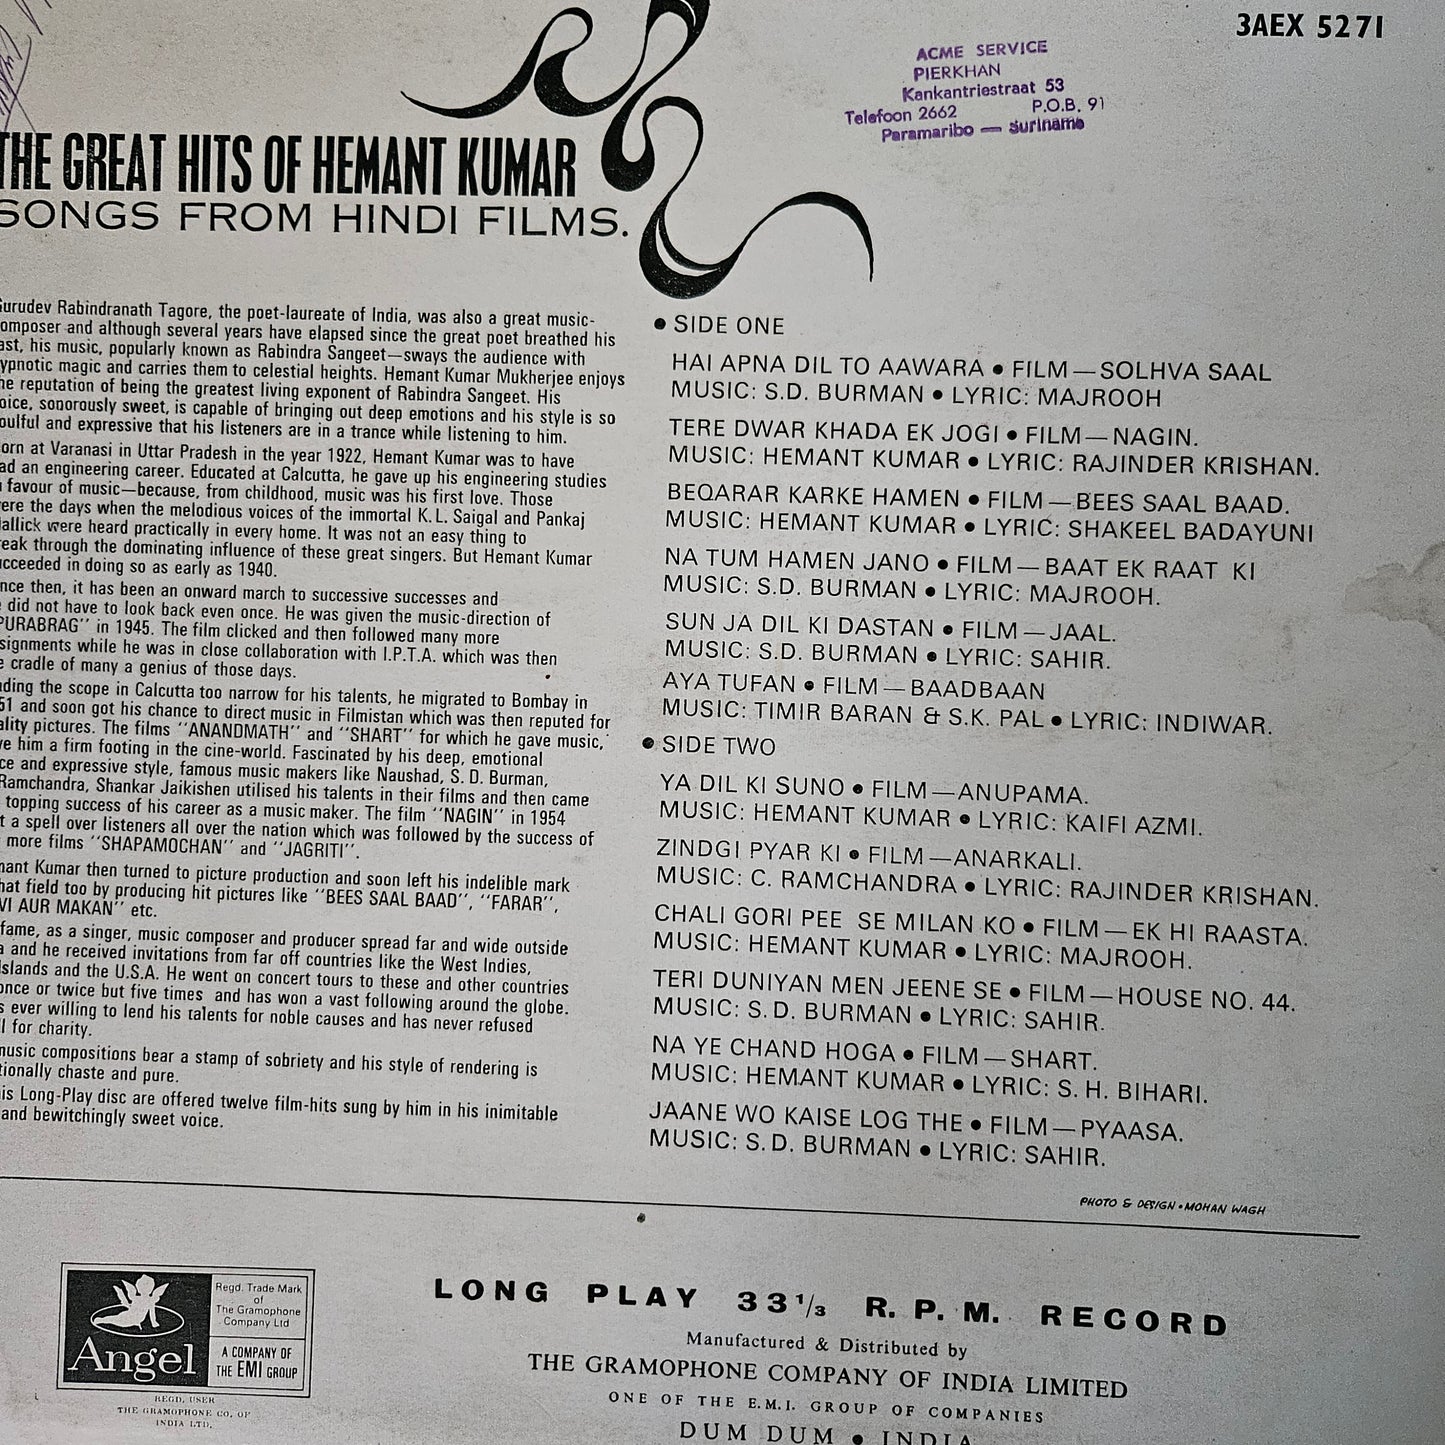 3AEX 5271
ACME SERVICE
PIERKHAN
Kankantriestraat 53
Telefoon 2662 P.O.B. 91
Paramaribo — Suriname
THE GREAT HITS OF HEMANT KUMAR
SONGS FROM HINDI FILMS.
Gurudev Rabindranath Tagore, the poet-laureate of India, was also a great music-
omposer and although several years have elapsed since the great poet breathed his
ast, his music, popularly known as Rabindra Sangeet—sways the audience with
ypnotic magic and carries them to celestial heights. Hemant Kumar Mukherjee enjoys
he reputation of being the greatest living exponent of Rabindra Sangeet. His
oice, sonorously sweet, is capable of bringing out deep emotions and his style is so
oulful and expressive that his listeners are in a trance while listening to him.
orn at Varanasi in Uttar Pradesh in the year 1922, Hemant Kumar was to have
ad an engineering career. Educated at Calcutta, he gave up his engineering studies
favour of music—because, from childhood, music was his first love. Those
ere the days when the melodious voices of the immortal K. L. Saigal and Pankaj
allick were heard practically in every home. It was not an easy thing to
reak through the dominating influence of these great singers. But Hemant Kumar
ucceeded in doing so as early as 1940.
nce then, it has been an onward march to successive successes and
did not have to look back even once. He was given the music-direction of
PURABRAG" in 1945. The film clicked and then followed many more
signments while he was in close collaboration with I.P.T.A. which was then
e cradle of many a genius of those days.
nding the scope in Calcutta too narrow for his talents, he migrated to Bombay in
51 and soon got his chance to direct music in Filmistan which was then reputed for
ality pictures. The films "ANANDMATH" and "SHART" for which he gave music,
ve him a firm footing in the cine-world. Fascinated by his deep, emotional
ce and expressive style, famous music makers like Naushad, S. D. Burman,
Ramchandra, Shankar Jaikishen utilised his talents in their films and then came
topping success of his career as a music maker. The film "NAGIN" in 1954
t a spell over listeners all over the nation which was followed by the success of
more films "SHAPAMOCHAN" and "JAGRITI".
mant Kumar then turned to picture production and soon left his indelible mark
hat field too by producing hit pictures like "BEES SAAL BAAD", "FARAR",
VI AUR MAKAN" etc.
fame, as a singer, music composer and producer spread far and wide outside
a and he received invitations from far off countries like the West Indies,
Islands and the U.S.A. He went on concert tours to these and other countries
once or twice but five times and has won a vast following around the globe.
s ever willing to lend his talents for noble causes and has never refused
ll for charity.
music compositions bear a stamp of sobriety and his style of rendering is
tionally chaste and pure.
is Long-Play disc are offered twelve film-hits sung by him in his inimitable
and bewitchingly sweet voice.
● SIDE ONE
HAI APNA DIL TO AAWARA ● FILM — SOLHVA SAAL
MUSIC: S.D. BURMAN ● LYRIC: MAJROOH
TERE DWAR KHADA EK JOGI ● FILM — NAGIN.
MUSIC: HEMANT KUMAR ● LYRIC: RAJINDER KRISHAN.
BEQARAR KARKE HAMEN ● FILM — BEES SAAL BAAD.
MUSIC: HEMANT KUMAR ● LYRIC: SHAKEEL BADAYUNI
NA TUM HAMEN JANO ● FILM — BAAT EK RAAT KI
MUSIC: S.D. BURMAN ● LYRIC: MAJROOH.
SUN JA DIL KI DASTAN ● FILM — JAAL.
MUSIC: S.D. BURMAN ● LYRIC: SAHIR.
AYA TUFAN ● FILM — BAADBAAN
MUSIC: TIMIR BARAN & S.K. PAL ● LYRIC: INDIWAR.
● SIDE TWO
YA DIL KI SUNO ● FILM — ANUPAMA.
MUSIC: HEMANT KUMAR ● LYRIC: KAIFI AZMI.
ZINDGI PYAR KI ● FILM — ANARKALI.
MUSIC: C. RAMCHANDRA ● LYRIC: RAJINDER KRISHAN.
CHALI GORI PEE SE MILAN KO ● FILM — EK HI RAASTA.
MUSIC: HEMANT KUMAR ● LYRIC: MAJROOH.
TERI DUNIYAN MEN JEENE SE ● FILM — HOUSE NO. 44.
MUSIC: S.D. BURMAN ● LYRIC: SAHIR.
NA YE CHAND HOGA ● FILM — SHART.
MUSIC: HEMANT KUMAR ● LYRIC: S. H. BIHARI.
JAANE WO KAISE LOG THE ● FILM — PYAASA.
MUSIC: S.D. BURMAN ● LYRIC: SAHIR.
PHOTO & DESIGN • MOHAN WAGH
Angel
Regd. Trade Mark
of
The Gramophone
Company Ltd
A COMPANY OF
THE EMI GROUP
REGD. USER
THE GRAMOPHONE CO. OF
INDIA LTD.
LONG PLAY 33 1/3 R. P. M. RECORD
Manufactured & Distributed by
THE GRAMOPHONE COMPANY OF INDIA LIMITED
ONE OF THE E.M.I. GROUP OF COMPANIES
DUM DUM ● INDIA